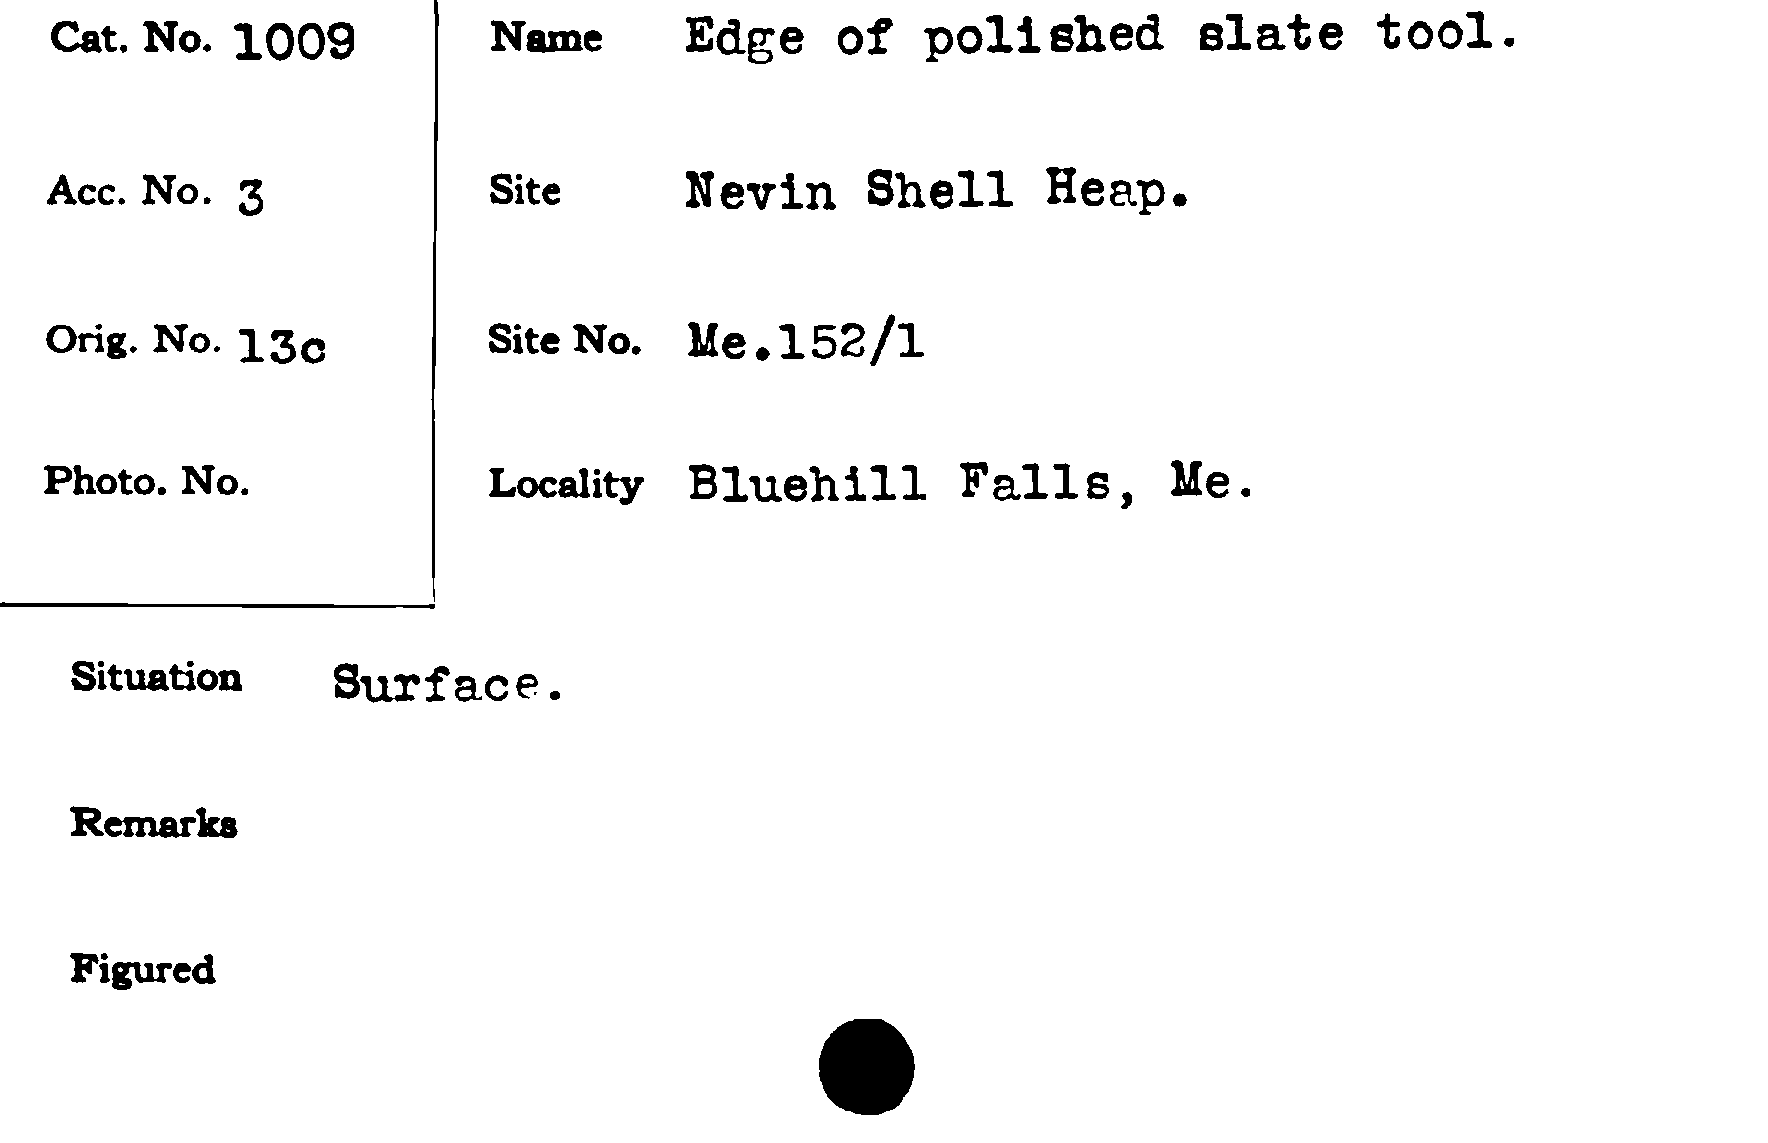 Cat. No. 1009
Name Edge of polished slate tool.
Acc. No. 3
Site Nevin Shell Heap.
Orig. No. 13c
Site No. Me.152/1
Photo. No.
Locality Bluehill Falls, Me.
Situation Surface.
Remarks
Figured